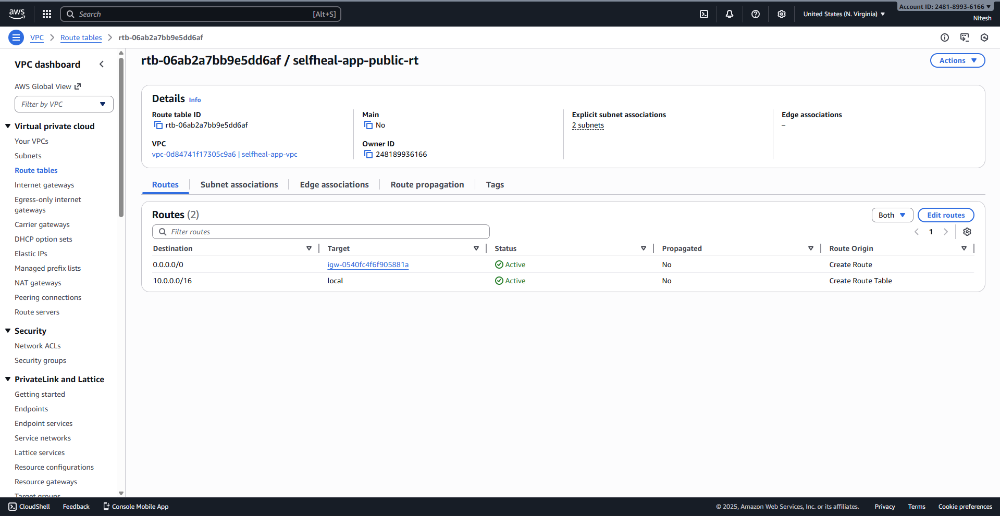 aws
Search [Alt+S]
United States (N. Virginia)
Account ID: 2481-8993-6166
Nitesh
VPC
Route tables
rtb-06ab2a7bb9e5dd6af
VPC dashboard
AWS Global View
Filter by VPC
Virtual private cloud
Your VPCs
Subnets
Route tables
Internet gateways
Egress-only internet
gateways
Carrier gateways
DHCP option sets
Elastic IPs
Managed prefix lists
NAT gateways
Peering connections
Route servers
Security
Network ACLs
Security groups
PrivateLink and Lattice
Getting started
Endpoints
Endpoint services
Service networks
Lattice services
Resource configurations
Resource gateways
Target groups
rtb-06ab2a7bb9e5dd6af / selfheal-app-public-rt
Actions
Details Info
Route table ID
rtb-06ab2a7bb9e5dd6af
VPC
vpc-0d84741f17305c9a6 | selfheal-app-vpc
Main
No
Owner ID
248189936166
Explicit subnet associations
2 subnets
Edge associations
–
Routes
Subnet associations
Edge associations
Route propagation
Tags
Routes (2)
Both
Edit routes
Filter routes
1
Destination Target Status Propagated Route Origin
0.0.0.0/0 igw-0540fc4f6f905881a Active No Create Route
10.0.0.0/16 local Active No Create Route Table
CloudShell Feedback Console Mobile App
© 2025, Amazon Web Services, Inc. or its affiliates. Privacy Terms Cookie preferences